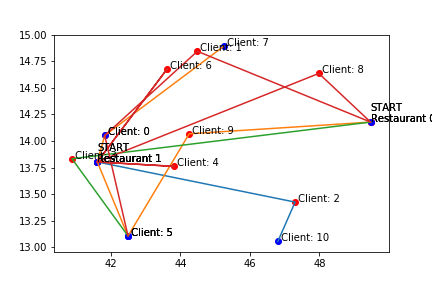 15.00
14.75
14.50
14.25
14.00
13.75
13.50
13.25
13.00
42
44
46
48
Client: 7
Client: 1
Client: 6
Client: 8
START
Restaurant 0
Client: 0
Client: 9
START
Restaurant 1
Client: 4
Client: 2
Client: 5
Client: 10